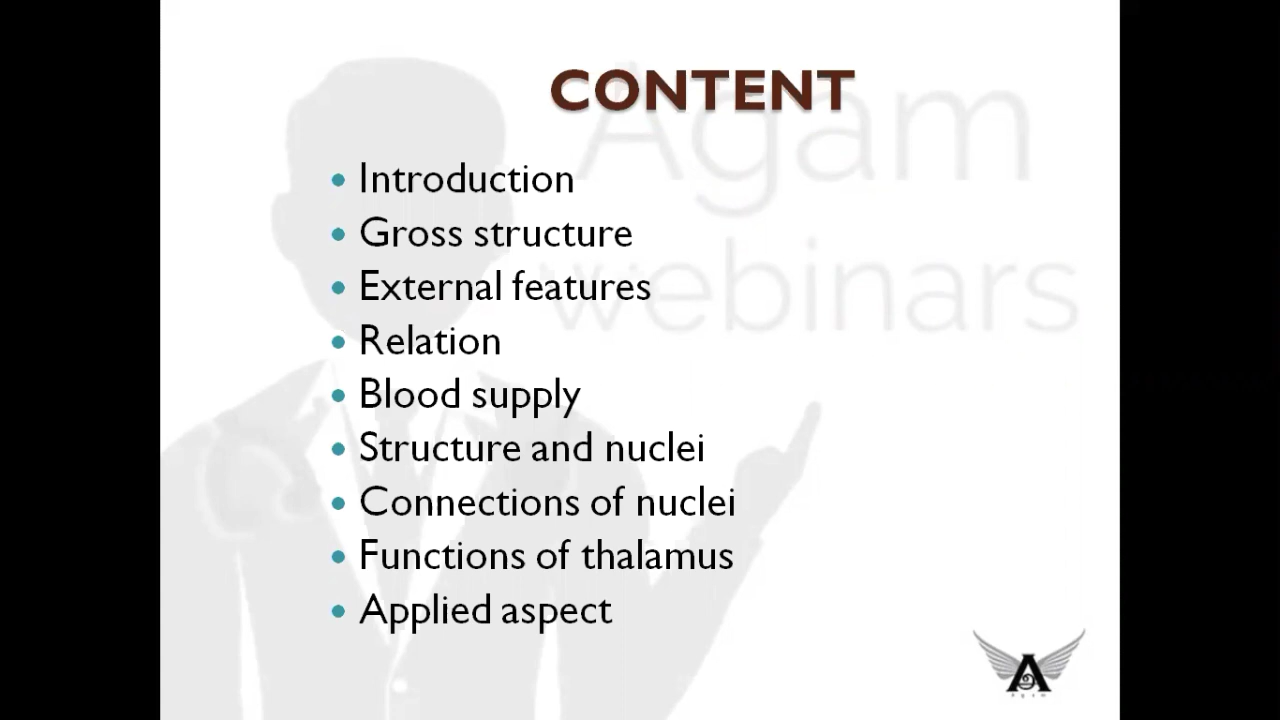 CONTENT
Agam
webinars
Introduction
Gross structure
External features
Relation
Blood supply
Structure and nuclei
Connections of nuclei
Functions of thalamus
Applied aspect
Agam